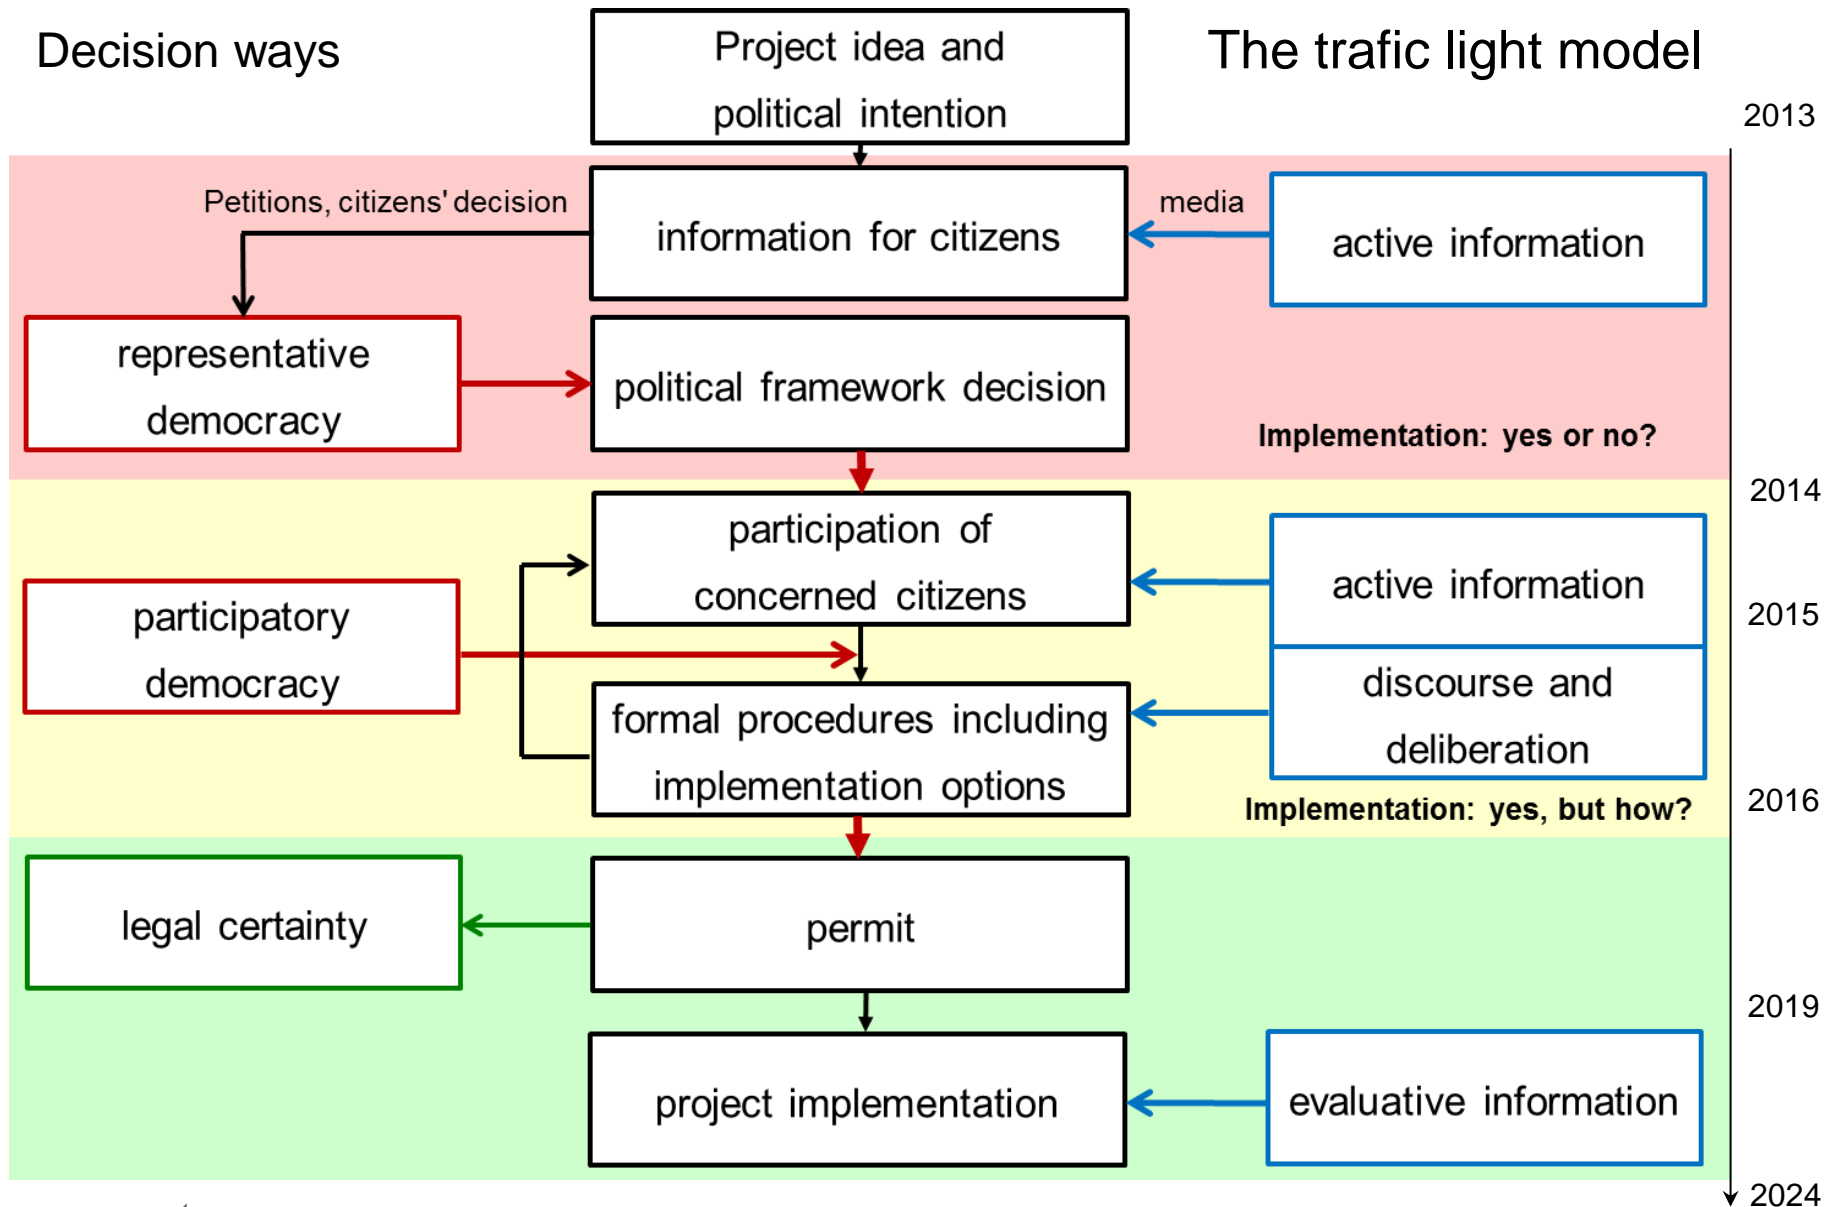 Decision ways
Project idea and
political intention
The trafic light model
2013
Petitions, citizens' decision
information for citizens
media
active information
representative
democracy
political framework decision
Implementation: yes or no?
2014
participation of
concerned citizens
active information
2015
participatory
democracy
formal procedures including
implementation options
discourse and
deliberation
2016
Implementation: yes, but how?
legal certainty
permit
2019
project implementation
evaluative information
2024